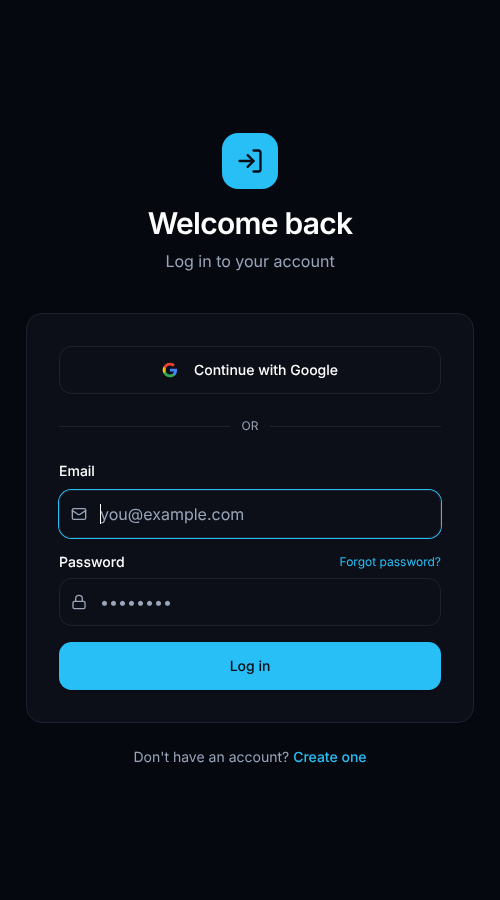 Welcome back
Log in to your account
Continue with Google
OR
Email
you@example.com
Password Forgot password?
••••••••
Log in
Don't have an account? Create one